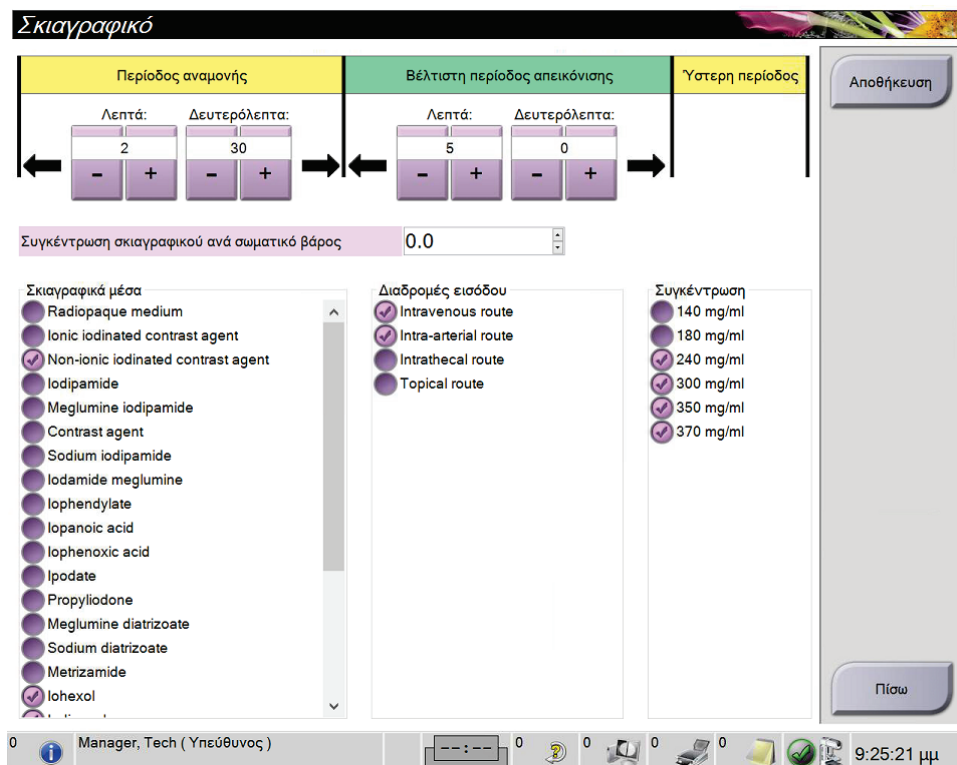 Σκιαγραφικό
Περίοδος αναμονής
Βέλτιστη περίοδος απεικόνισης
Ύστερη περίοδος
Αποθήκευση
Λεπτά: Δευτερόλεπτα: Λεπτά: Δευτερόλεπτα:
2 30 5 0
- + - + - + - +
Συγκέντρωση σκιαγραφικού ανά σωματικό βάρος 0.0
Σκιαγραφικά μέσα
Radiopaque medium
Ionic iodinated contrast agent
Non-ionic iodinated contrast agent
Iodipamide
Meglumine iodipamide
Contrast agent
Sodium iodipamide
Iodamide meglumine
Iophendylate
Iopanoic acid
Iophenoxic acid
Ipodate
Propyliodone
Meglumine diatrizoate
Sodium diatrizoate
Metrizamide
Iohexol
Διαδρομές εισόδου
Intravenous route
Intra-arterial route
Intrathecal route
Topical route
Συγκέντρωση
140 mg/ml
180 mg/ml
240 mg/ml
300 mg/ml
350 mg/ml
370 mg/ml
Πίσω
0 Manager, Tech ( Υπεύθυνος ) --:-- 0 0 0 0 9:25:21 μμ